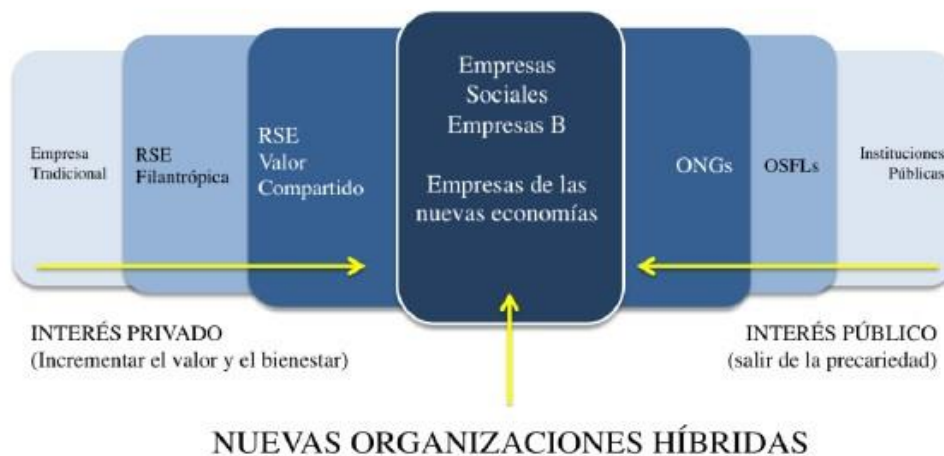 Empresa
Tradicional
RSE
Filantrópica
RSE
Valor
Compartido
Empresas
Sociales
Empresas B
Empresas de las
nuevas economías
ONGs
OSFLs
Instituciones
Públicas
INTERÉS PRIVADO
(Incrementar el valor y el bienestar)
INTERÉS PÚBLICO
(salir de la precariedad)
NUEVAS ORGANIZACIONES HÍBRIDAS